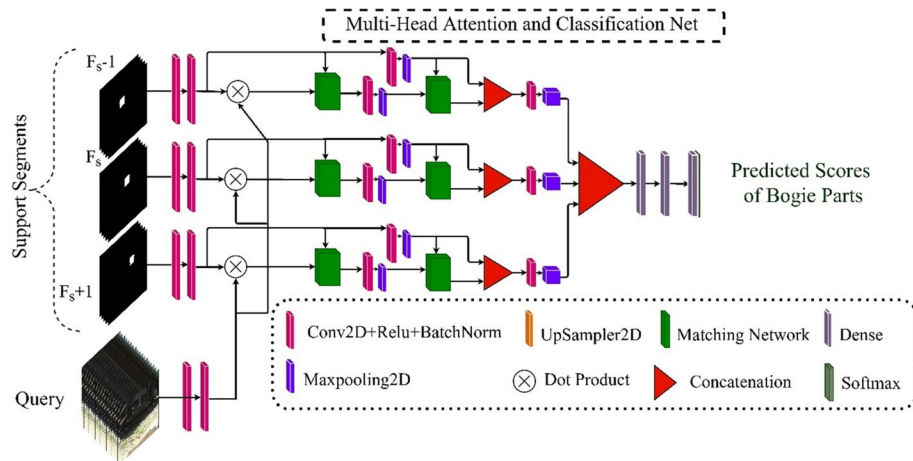 Multi-Head Attention and Classification Net
Support Segments
Fs-1
Fs
Fs+1
Query
Predicted Scores
of Bogie Parts
Conv2D+Relu+BatchNorm
UpSampler2D
Matching Network
Dense
Maxpooling2D
Dot Product
Concatenation
Softmax